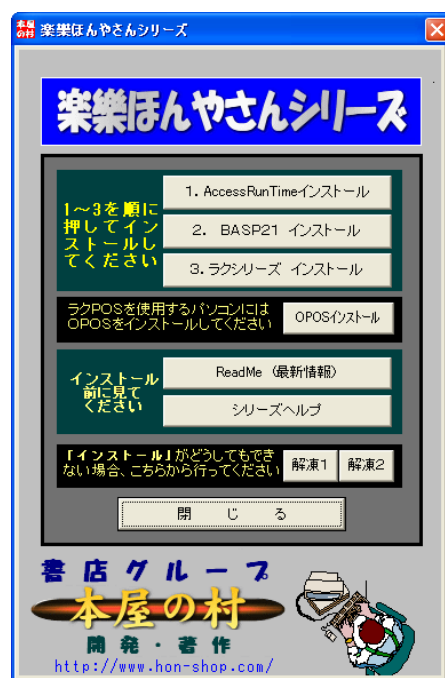 本屋の村 楽樂ほんやさんシリーズ
楽樂ほんやさんシリーズ
1～3を順に
押してイン
ストールし
てください
1. AccessRunTimeインストール
2. BASP21 インストール
3. ラクシリーズ インストール
ラクPOSを使用するパソコンには
OPOSをインストールしてください
OPOSインストール
インストール
前に見て
ください
ReadMe（最新情報）
シリーズヘルプ
「インストール」がどうしてもでき
ない場合、こちらから行ってください
解凍1 解凍2
閉じる
書店グループ
本屋の村
開発・著作
http://www.hon-shop.com/